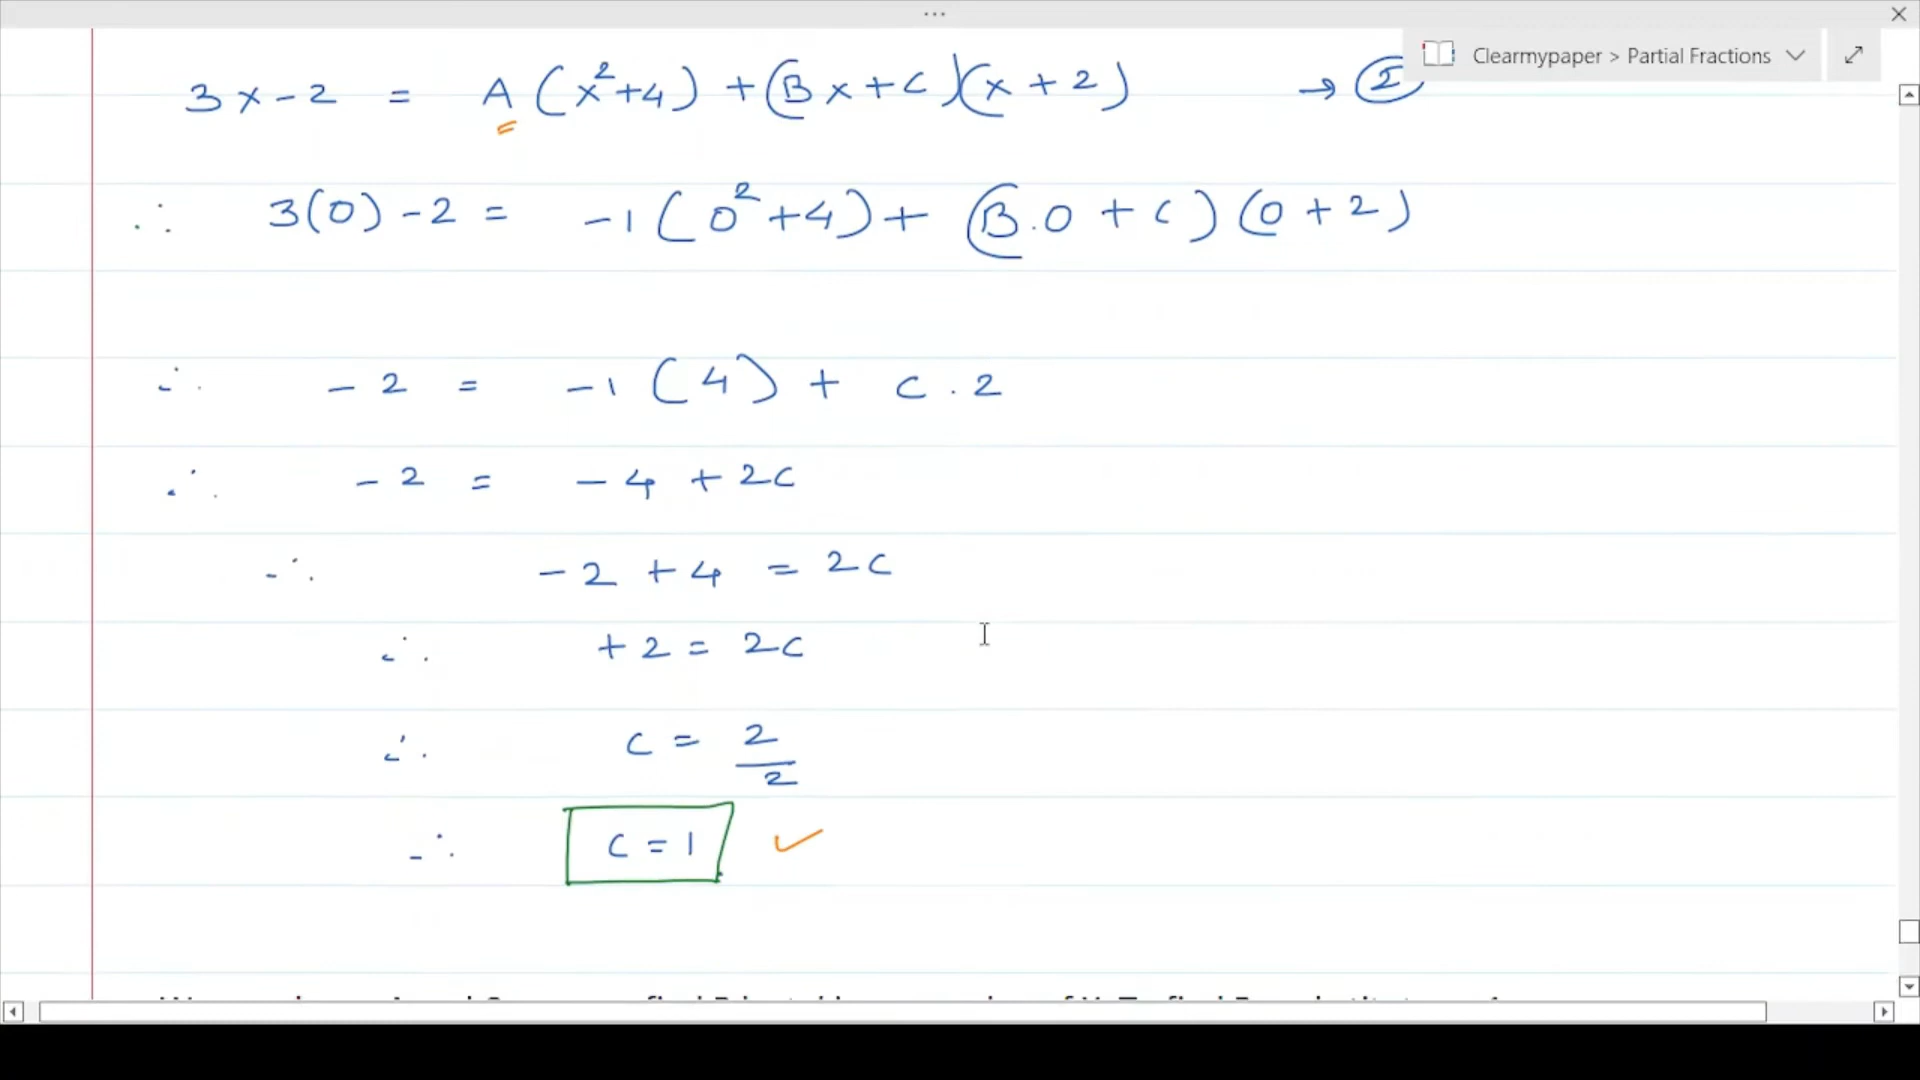 ...
Clearmypaper > Partial Fractions
3x - 2 = A(x²+4) + (Bx+C)(x+2) → Ⓘ
∴ 3(0) - 2 = -1(0²+4) + (B.0 + C)(0+2)
∴ -2 = -1(4) + C.2
∴ -2 = -4 + 2C
∴ -2 + 4 = 2C
∴ +2 = 2C
∴ C = 2/2
∴ C = 1 ✓